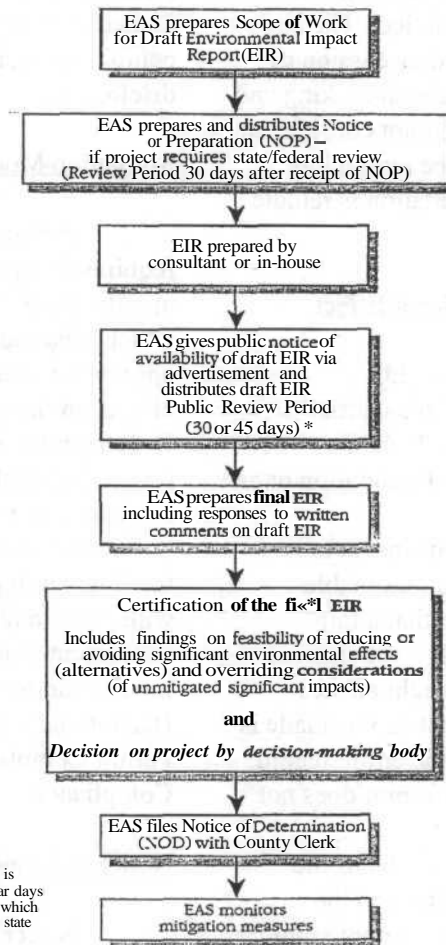 EAS prepares Scope of Work
for Draft Environmental Impact
Report (EIR)
EAS prepares and distributes Notice
or Preparation (NOP) –
if project requires state/federal review
(Review Period 30 days after receipt of NOP)
EIR prepared by
consultant or in-house
EAS gives public notice of
availability of draft EIR via
advertisement and
distributes draft EIR
Public Review Period
(30 or 45 days) *
EAS prepares final EIR
including responses to written
comments on draft EIR
Certification of the fi«*l EIR
Includes findings on feasibility of reducing or
avoiding significant environmental effects
(alternatives) and overriding considerations
(of unmitigated significant impacts)
and
Decision on project by decision-making body
EAS files Notice of Determination
(NOD) with County Clerk
is
ar days
which
state
EAS monitors
mitigation measures